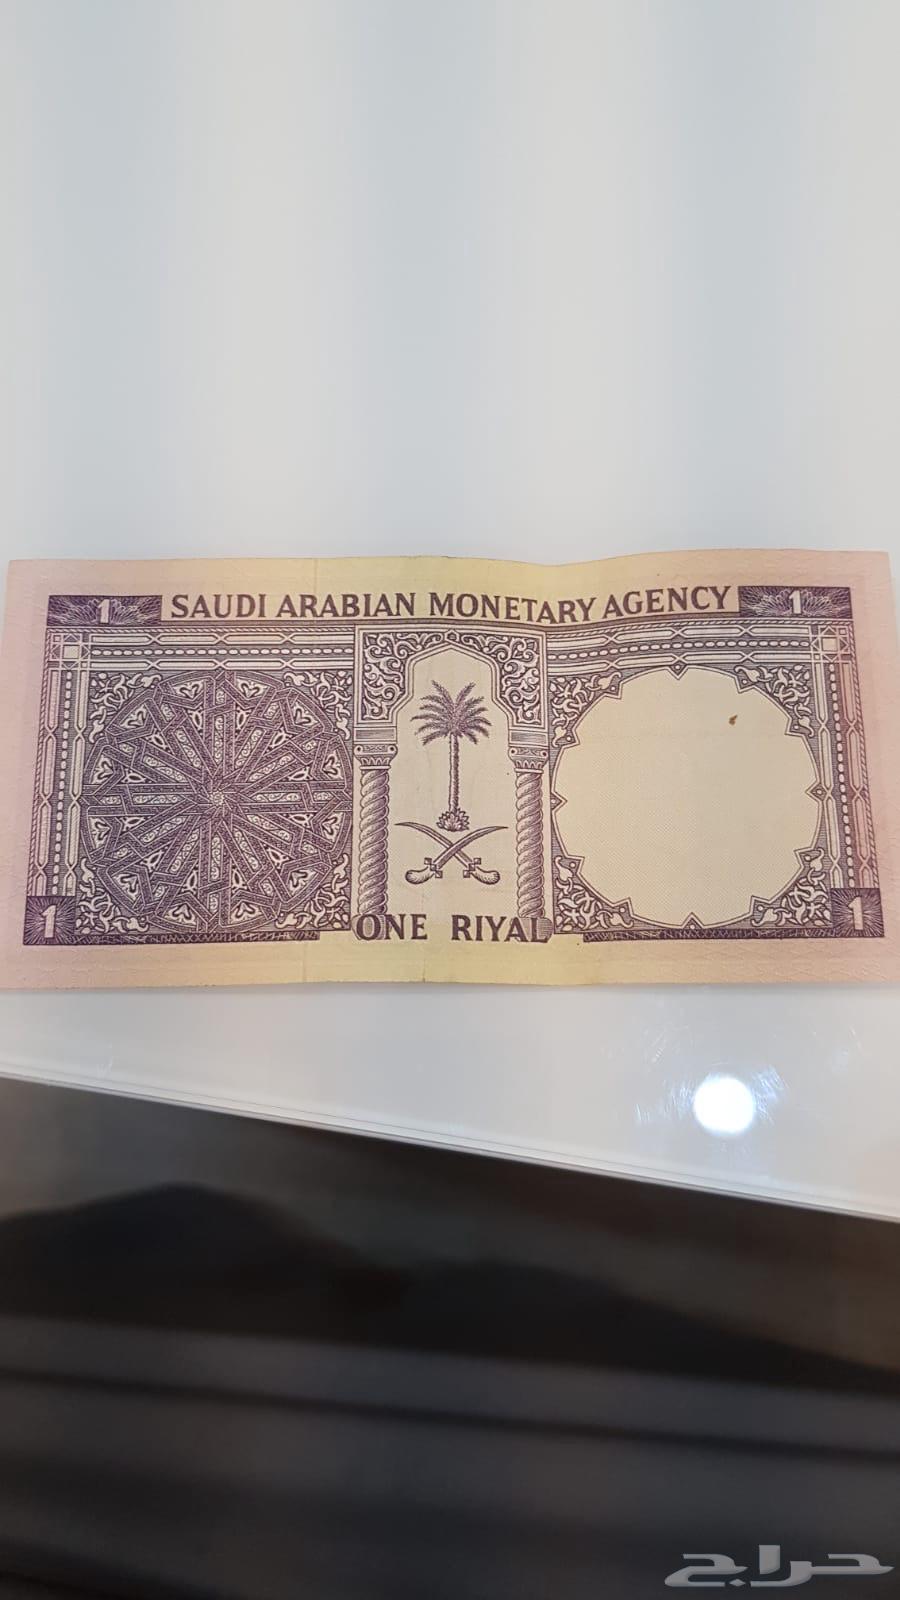 1 SAUDI ARABIAN MONETARY AGENCY 1
1 ONE RIYAL 1
حراج